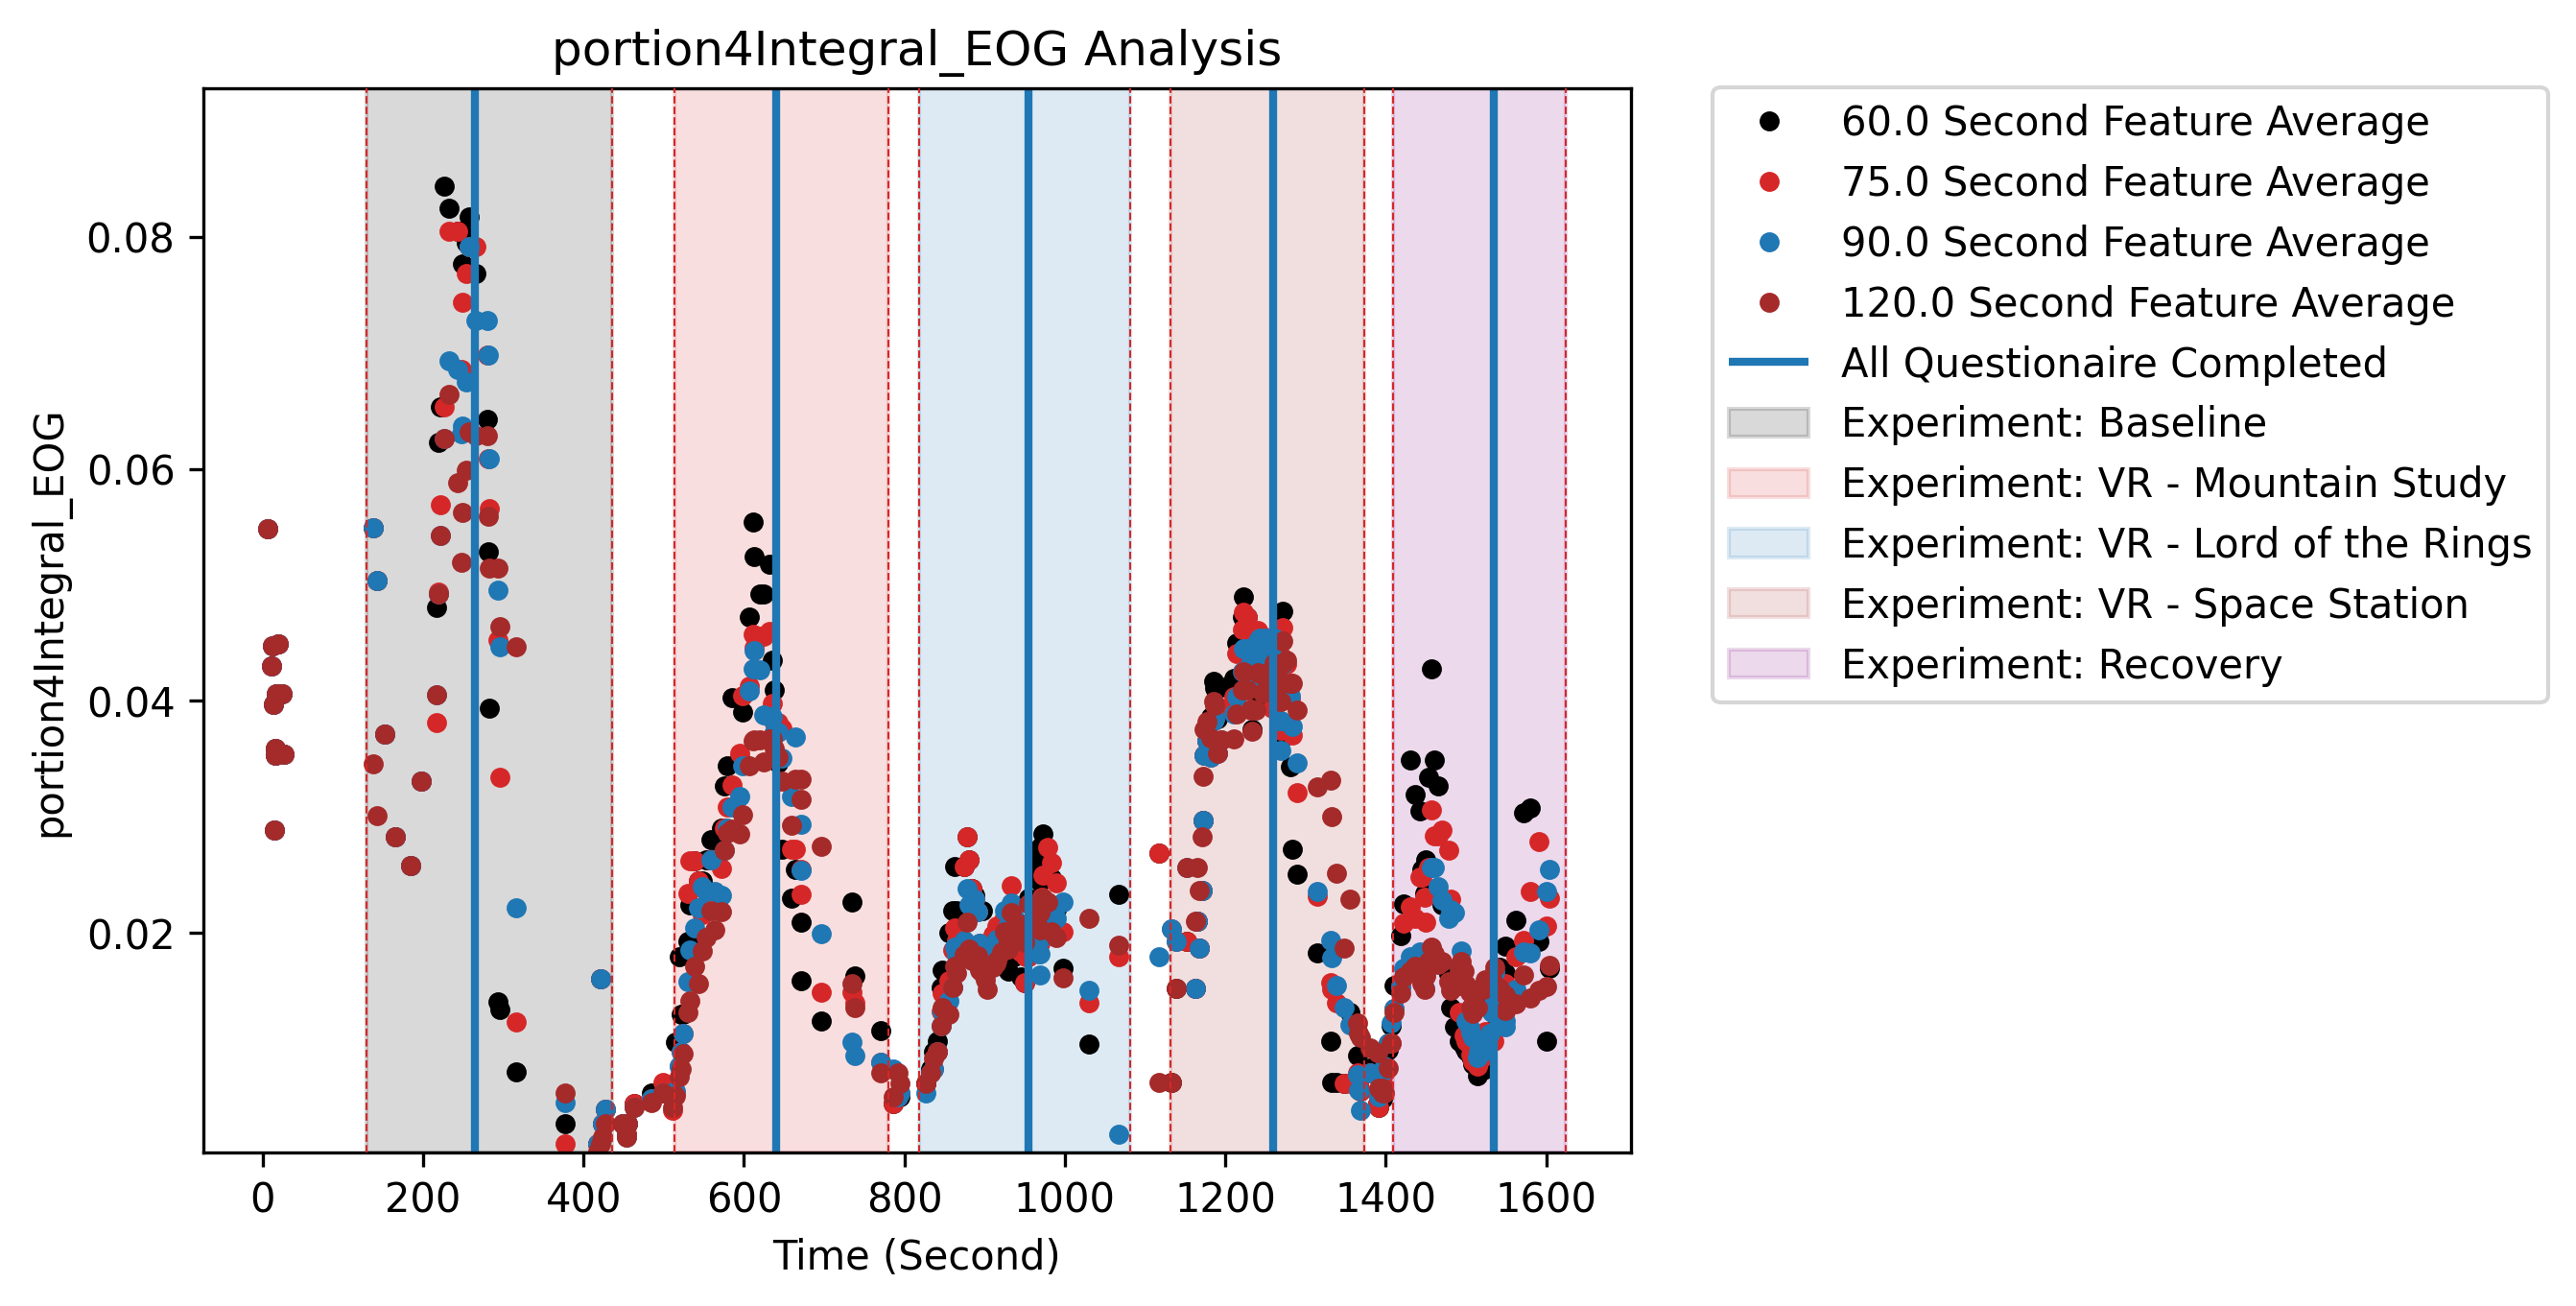 portion4Integral_EOG Analysis
portion4Integral_EOG
0.08
0.06
0.04
0.02
0 200 400 600 800 1000 1200 1400 1600
Time (Second)
60.0 Second Feature Average
75.0 Second Feature Average
90.0 Second Feature Average
120.0 Second Feature Average
All Questionaire Completed
Experiment: Baseline
Experiment: VR - Mountain Study
Experiment: VR - Lord of the Rings
Experiment: VR - Space Station
Experiment: Recovery